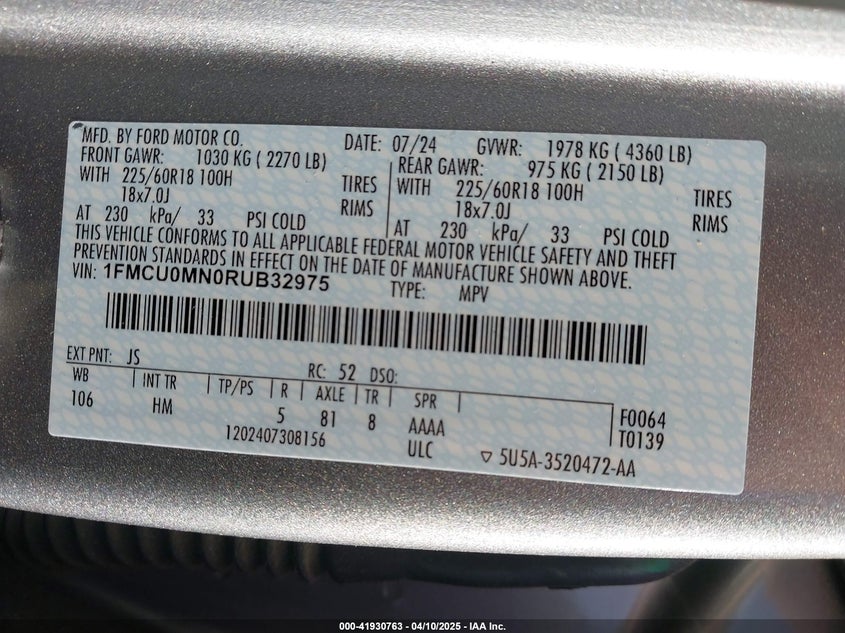 MFD. BY FORD MOTOR CO. DATE: 07/24 GVWR: 1978 KG ( 4360 LB)
FRONT GAWR: 1030 KG ( 2270 LB) REAR GAWR: 975 KG ( 2150 LB)
WITH 225/60R18 100H TIRES WITH 225/60R18 100H TIRES
18x7.0J RIMS 18x7.0J RIMS
AT 230 kPa/ 33 PSI COLD AT 230 kPa/ 33 PSI COLD
THIS VEHICLE CONFORMS TO ALL APPLICABLE FEDERAL MOTOR VEHICLE SAFETY AND THEFT
PREVENTION STANDARDS IN EFFECT ON THE DATE OF MANUFACTURE SHOWN ABOVE.
VIN: 1FMCU0MN0RUB32975 TYPE: MPV
EXT PNT: JS RC: 52 DSO:
WB INT TR TP/PS R AXLE TR SPR
106 HM 5 81 8 AAAA F0064
1202407308156 ULC T0139
▽ 5U5A-3520472-AA
000-41930763 - 04/10/2025 - IAA Inc.